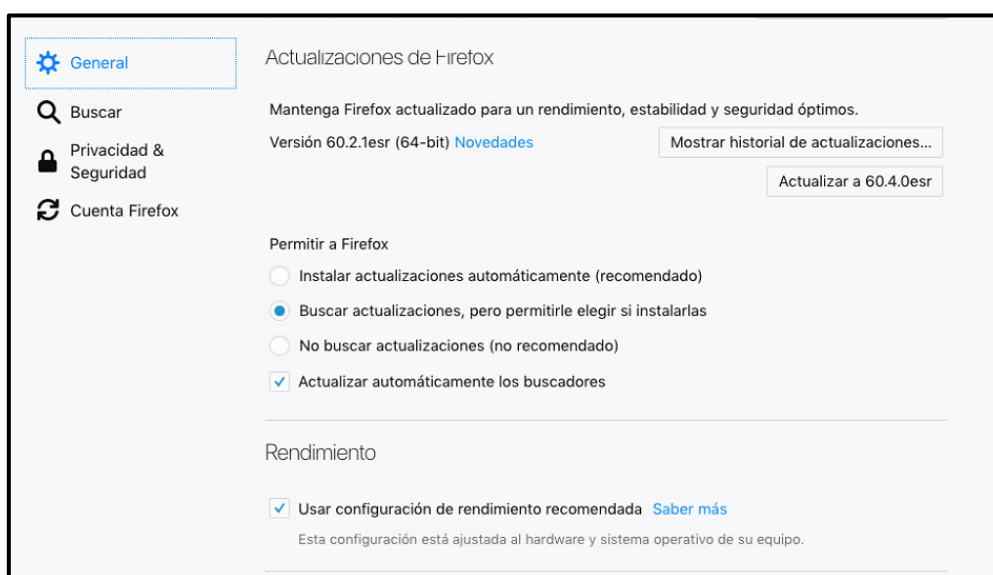 General
Buscar
Privacidad &
Seguridad
Cuenta Firefox
Actualizaciones de Firefox
Mantenga Firefox actualizado para un rendimiento, estabilidad y seguridad óptimos.
Versión 60.2.1esr (64-bit) Novedades
Mostrar historial de actualizaciones...
Actualizar a 60.4.0esr
Permitir a Firefox
Instalar actualizaciones automáticamente (recomendado)
Buscar actualizaciones, pero permitirle elegir si instalarlas
No buscar actualizaciones (no recomendado)
Actualizar automáticamente los buscadores
Rendimiento
Usar configuración de rendimiento recomendada Saber más
Esta configuración está ajustada al hardware y sistema operativo de su equipo.